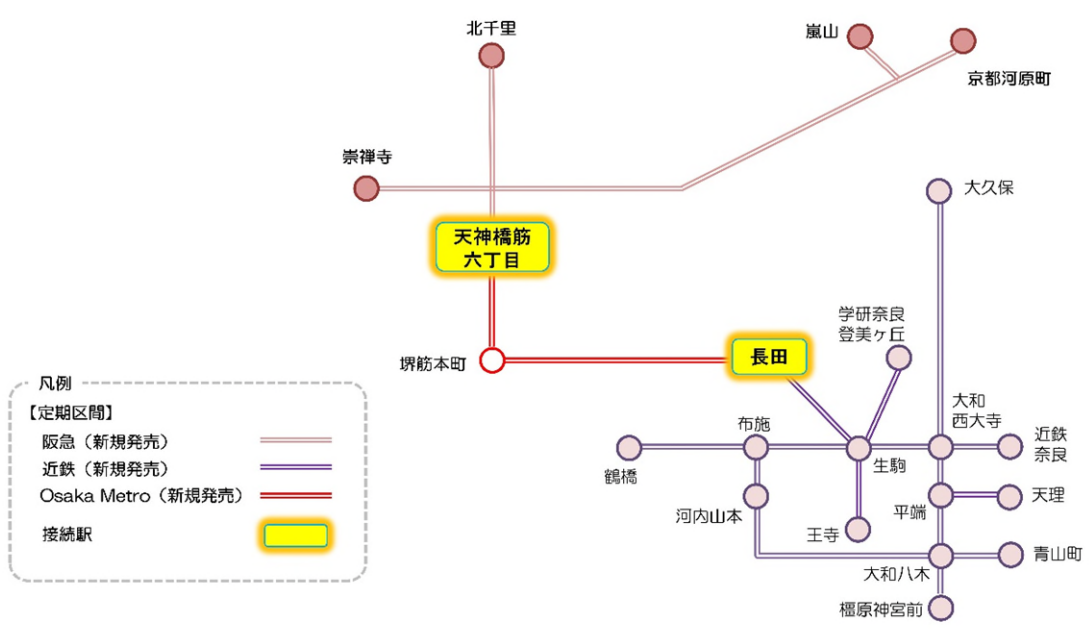 北千里
嵐山
京都河原町
崇禅寺
天神橋筋
六丁目
大久保
学研奈良
登美ヶ丘
堺筋本町
長田
大和
西大寺
布施
近鉄
奈良
鶴橋
生駒
河内山本
平端
天理
王寺
大和八木
青山町
橿原神宮前
凡例
【定期区間】
阪急（新規発売）
近鉄（新規発売）
Osaka Metro（新規発売）
接続駅